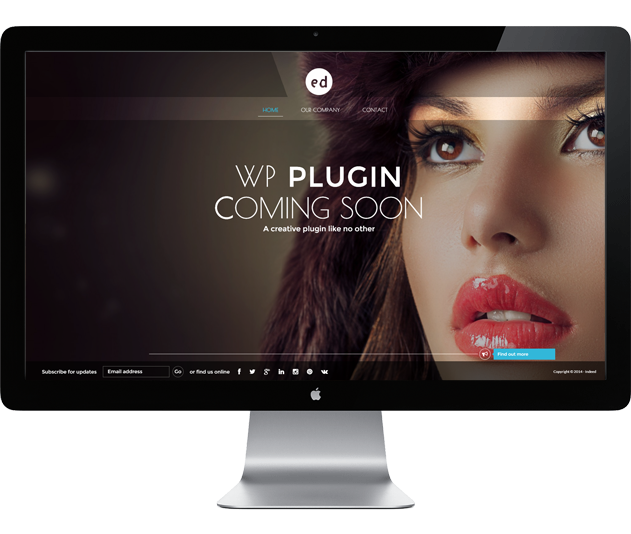 ed
HOME OUR COMPANY CONTACT
WP PLUGIN
COMING SOON
A creative plugin like no other
Find out more
Subscribe for updates Email address Go or find us online
Copyright © 2014 - indeed